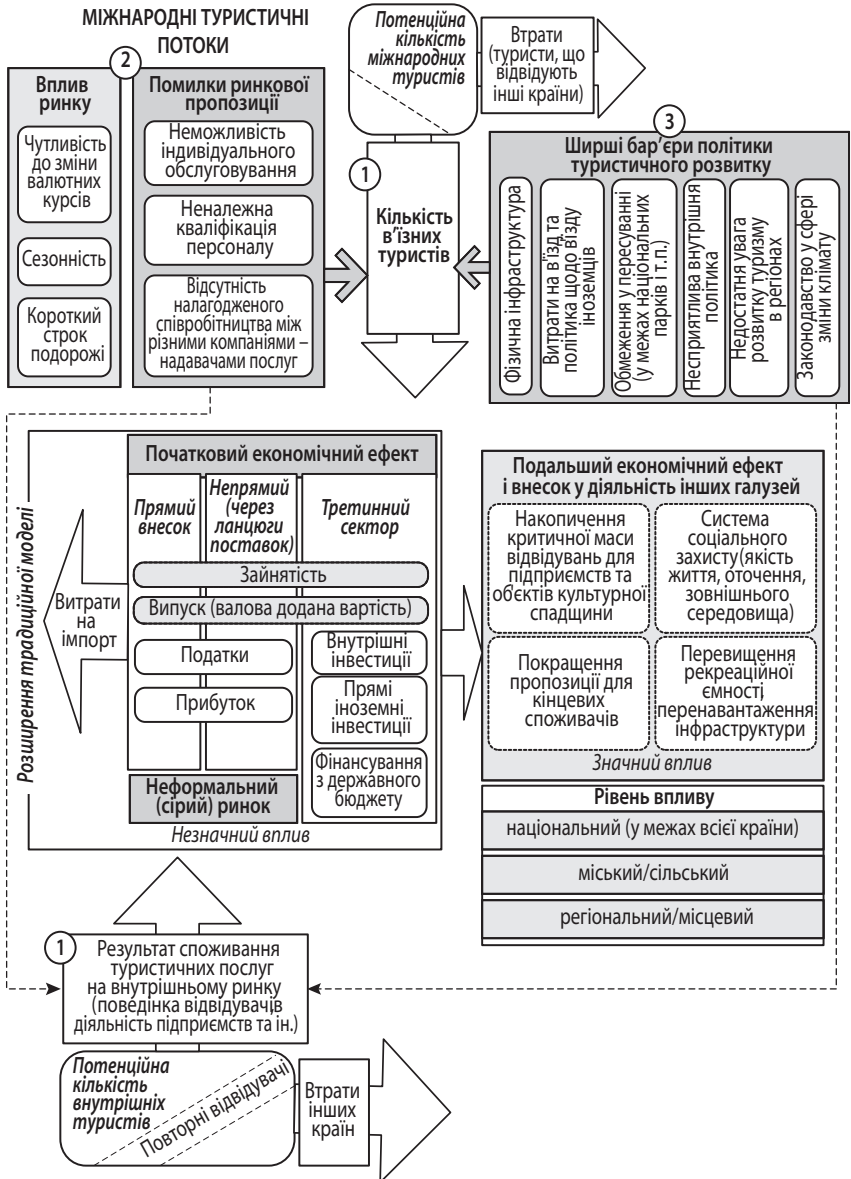 МІЖНАРОДНІ ТУРИСТИЧНІ
ПОТОКИ
Потенційна
кількість
міжнародних
туристів
Втрати
(туристи, що
відвідують
інші країни)
2
Вплив
ринку
Чутливість
до зміни
валютних
курсів
Сезонність
Короткий
строк
подорожі
Помилки ринкової
пропозиції
Неможливість
індивідуального
обслуговування
Неналежна
кваліфікація
персоналу
Відсутність
налагодженого
співробітництва між
різними компаніями –
надавачами послуг
1
Кількість
в'їзних
туристів
3
Ширші бар'єри політики
туристичного розвитку
Фізична інфраструктура
Витрати на в'їзд та
політика щодо в'їзду
іноземців
Обмеження у пересуванні
(у межах національних
парків і т.п.)
Несприятлива внутрішня
політика
Недостатня увага
розвитку туризму
в регіонах
Законодавство у сфері
зміни клімату
Розширення традиційної моделі
Витрати
на
імпорт
Початковий економічний ефект
Прямий
внесок
Непрямий
(через
ланцюги
поставок)
Третинний
сектор
Зайнятість
Випуск (валова додана вартість)
Податки
Прибуток
Внутрішні
інвестиції
Прямі
іноземні
інвестиції
Фінансування
з державного
бюджету
Неформальний
(сірий) ринок
Незначний вплив
Подальший економічний ефект
і внесок у діяльність інших галузей
Накопичення
критичної маси
відвідувань для
підприємств та
об'єктів культурної
спадщини
Система
соціального
захисту(якість
життя, оточення,
зовнішнього
середовища)
Покращення
пропозиції для
кінцевих
споживачів
Перевищення
рекреаційної
ємності,
перенавантаження
інфраструктури
Значний вплив
Рівень впливу
національний (у межах всієї країни)
міський/сільський
регіональний/місцевий
1
Результат споживання
туристичних послуг
на внутрішньому ринку
(поведінка відвідувачів
діяльність підприємств та ін.)
Потенційна
кількість
внутрішніх
туристів
Повторні відвідувачі
Втрати
інших
країн